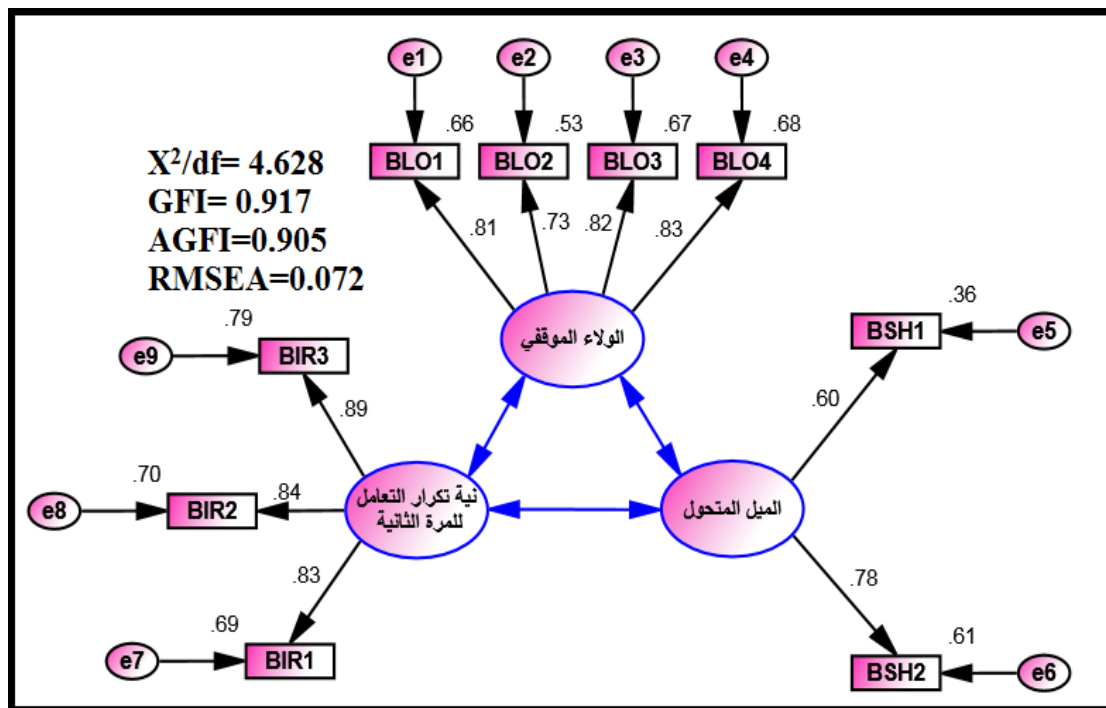 e1 e2 e3 e4
.66 .53 .67 .68
BLO1 BLO2 BLO3 BLO4
X²/df= 4.628
GFI= 0.917
AGFI=0.905
RMSEA=0.072
.81 .73 .82 .83
الولاء الموقفي
.79
e9 BIR3
.89
.36
BSH1 e5
.60
.70
e8 BIR2 .84
نية تكرار التعامل
للمرة الثانية
الميل المتحول
.83
.69
e7 BIR1
.78
.61
BSH2 e6